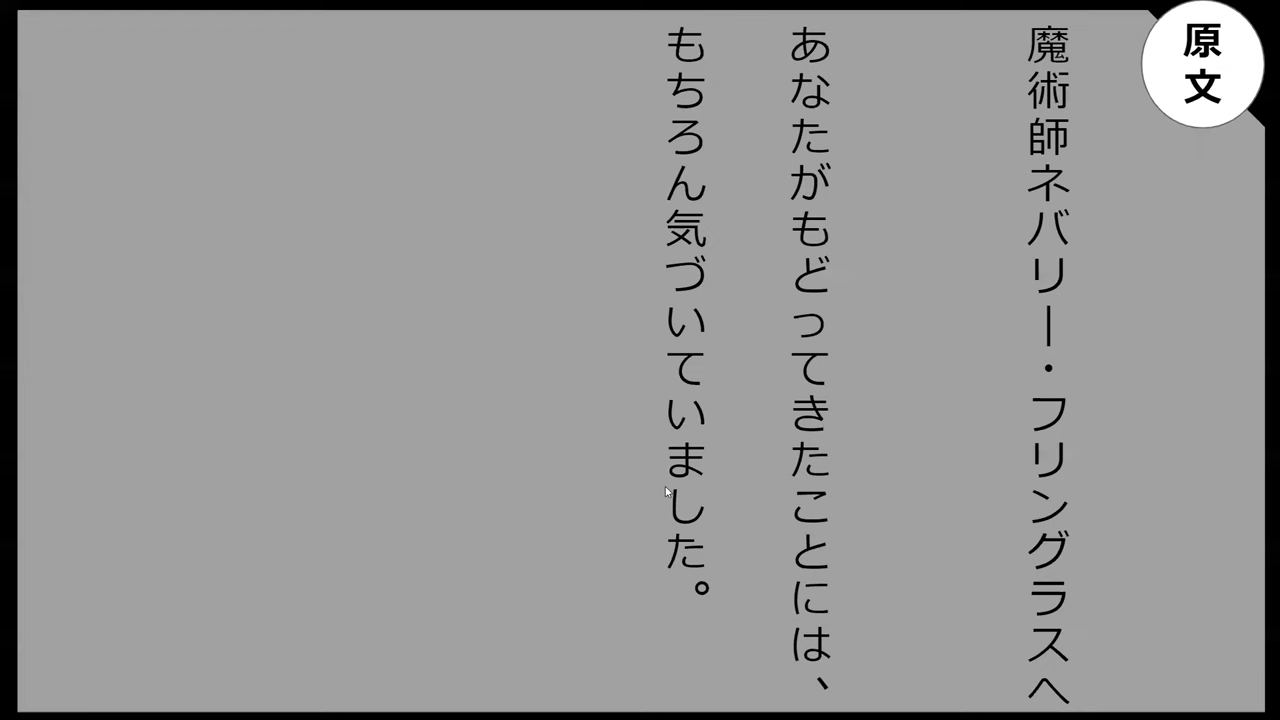 原文
魔術師ネバリー・フリングラスへ
あなたがもどってきたことには、
もちろん気づいていました。